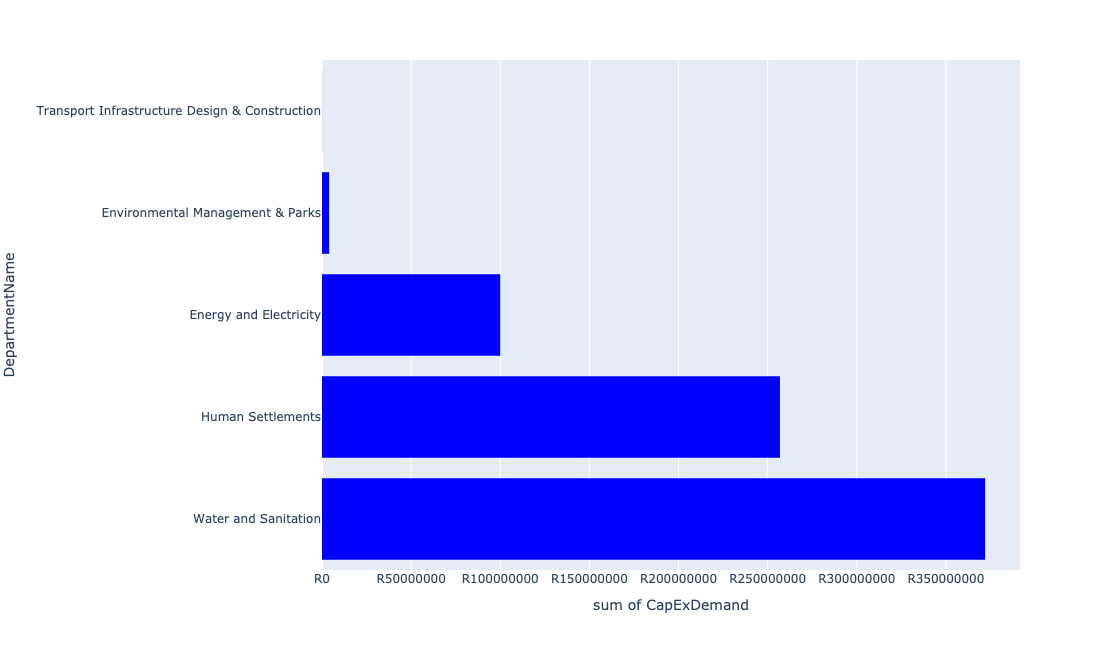 Transport Infrastructure Design & Construction
Environmental Management & Parks
Energy and Electricity
Human Settlements
Water and Sanitation
DepartmentName
R0 R50000000 R100000000 R150000000 R200000000 R250000000 R300000000 R350000000
sum of CapExDemand